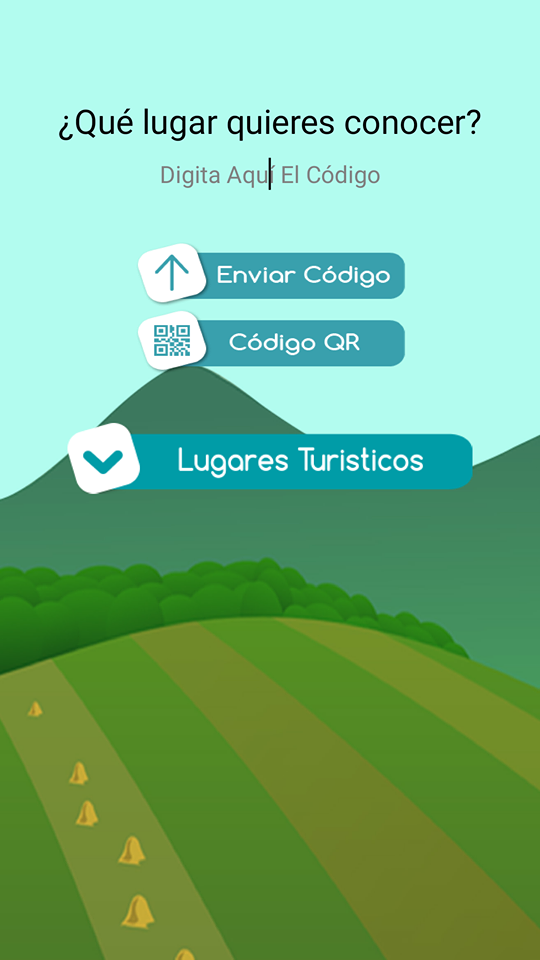 ¿Qué lugar quieres conocer?
Digita Aquí El Código
Enviar Código
Código QR
Lugares Turisticos